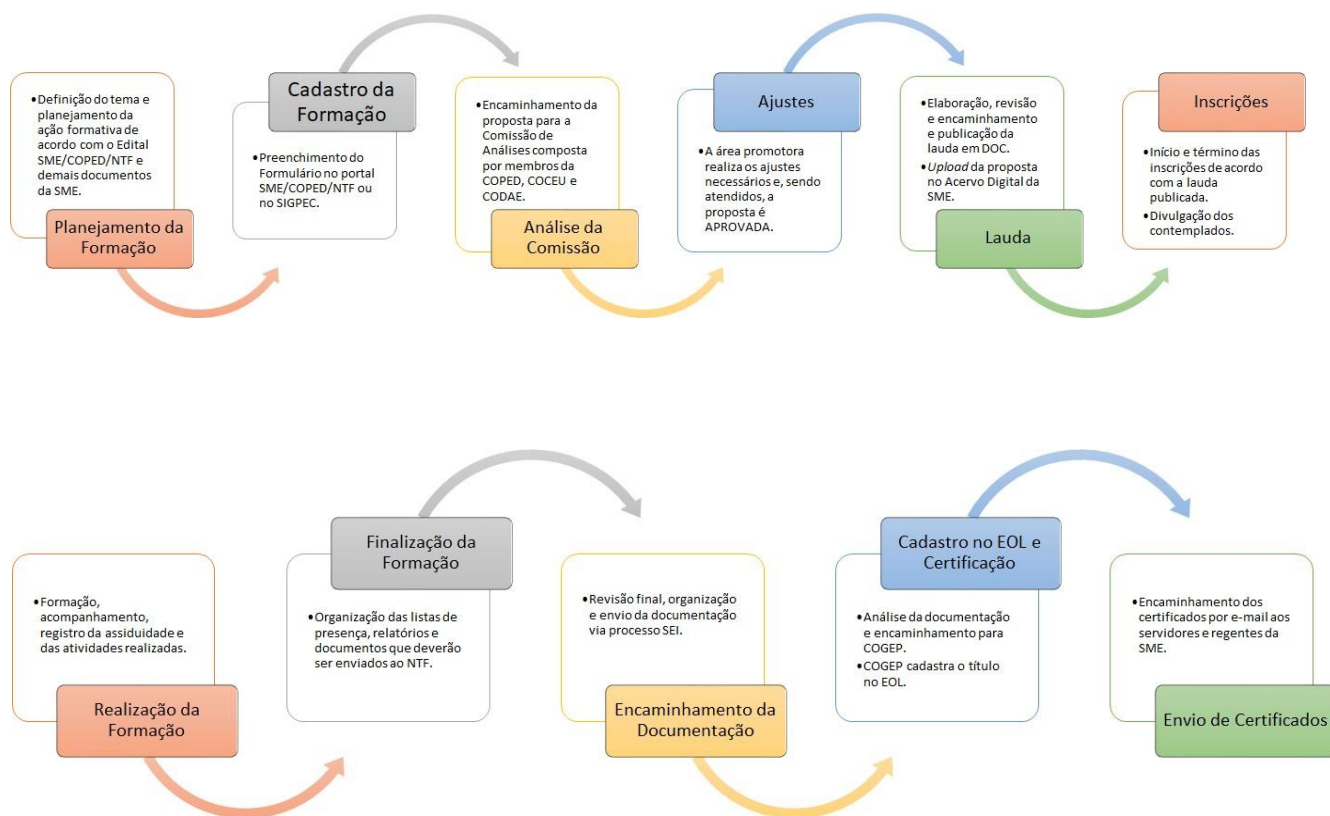 •Definição do tema e
planejamento da
ação formativa de
acordo com o Edital
SME/COPED/NTF e
demais documentos
da SME.
Planejamento da
Formação
Cadastro da
Formação
•Preenchimento do
Formulário no portal
SME/COPED/NTF ou
no SIGPEC.
•Encaminhamento da
proposta para a
Comissão de
Análises composta
por membros da
COPED, COCEU e
CODAE.
Análise da
Comissão
Ajustes
•A área promotora
realiza os ajustes
necessários e, sendo
atendidos, a
proposta é
APROVADA.
•Elaboração, revisão
e encaminhamento
e publicação da
lauda em DOC.
•Upload da proposta
no Acervo Digital da
SME.
Lauda
Inscrições
•Início e término das
inscrições de acordo
com a lauda
publicada.
•Divulgação dos
contemplados.
•Formação,
acompanhamento,
registro da assiduidade e
das atividades realizadas.
Realização da
Formação
Finalização da
Formação
•Organização das listas de
presença, relatórios e
documentos que deverão
ser enviados ao NTF.
•Revisão final, organização
e envio da documentação
via processo SEI.
Encaminhamento da
Documentação
Cadastro no EOL e
Certificação
•Análise da documentação
e encaminhamento para
COGEP.
•COGEP cadastra o título
no EOL.
•Encaminhamento dos
certificados por e-mail aos
servidores e regentes da
SME.
Envio de Certificados